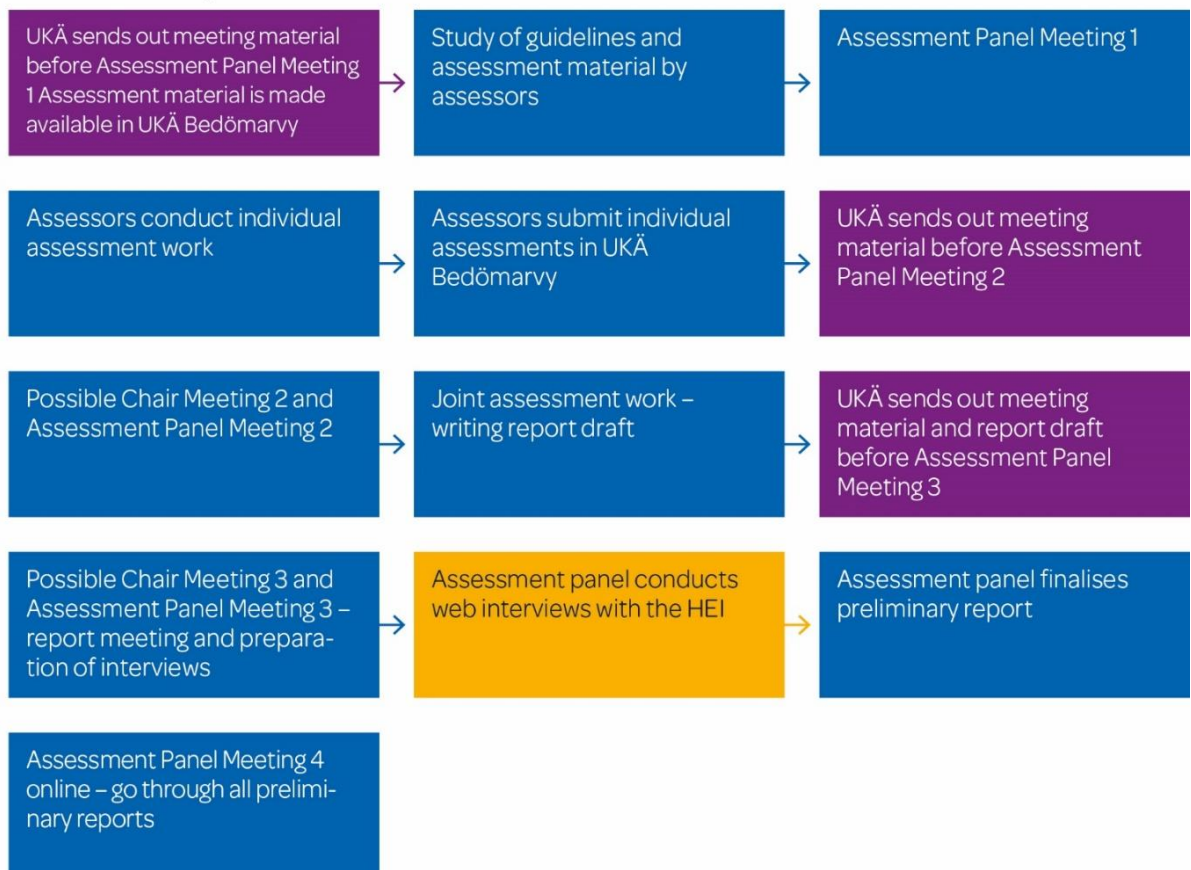 UKÄ sends out meeting material
before Assessment Panel Meeting
1 Assessment material is made
available in UKÄ Bedömarvy
Study of guidelines and
assessment material by
assessors
Assessment Panel Meeting 1
Assessors conduct individual
assessment work
Assessors submit individual
assessments in UKÄ
Bedömarvy
UKÄ sends out meeting
material before Assessment
Panel Meeting 2
Possible Chair Meeting 2 and
Assessment Panel Meeting 2
Joint assessment work –
writing report draft
UKÄ sends out meeting
material and report draft
before Assessment Panel
Meeting 3
Possible Chair Meeting 3 and
Assessment Panel Meeting 3 –
report meeting and prepara-
tion of interviews
Assessment panel conducts
web interviews with the HEI
Assessment panel finalises
preliminary report
Assessment Panel Meeting 4
online – go through all prelimi-
nary reports